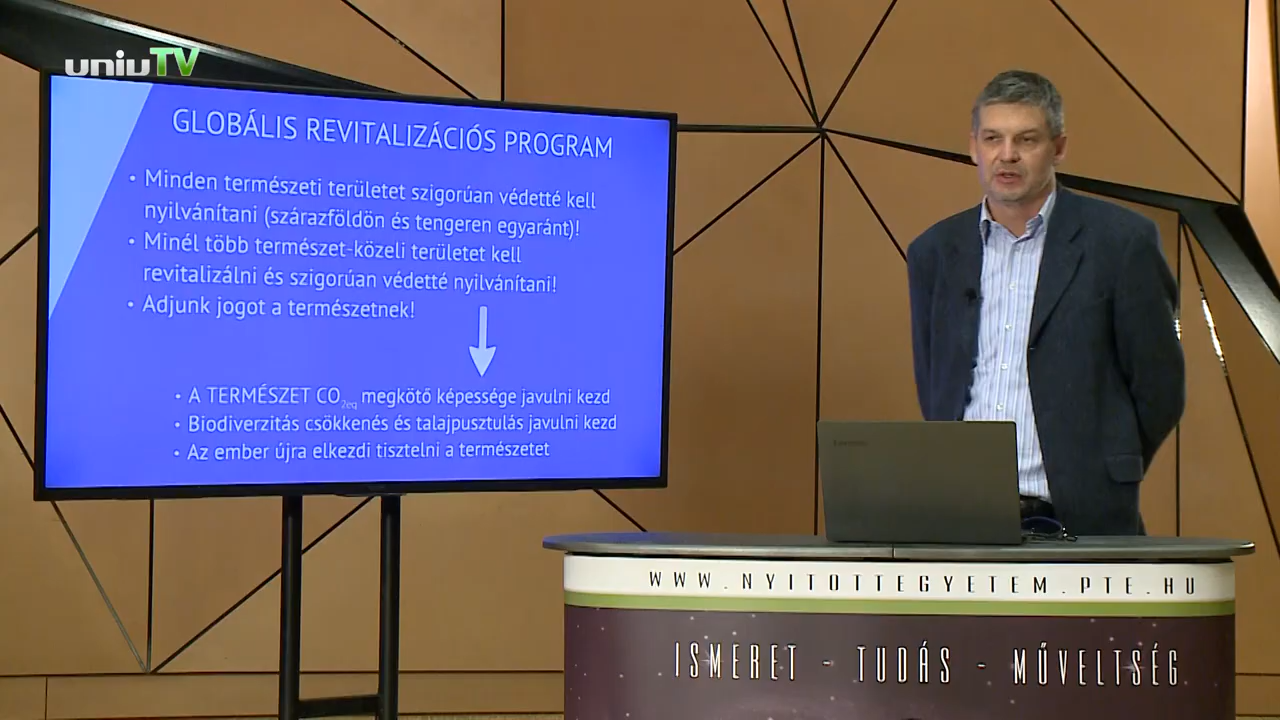 uniuTV
GLOBÁLIS REVITALIZÁCIÓS PROGRAM
• Minden természeti területet szigorúan védetté kell
nyilvánítani (szárazföldön és tengeren egyaránt)!
• Minél több természet-közeli területet kell
revitalizálni és szigorúan védetté nyilvánítani!
• Adjunk jogot a természetnek!
• A TERMÉSZET CO2eq megkötő képessége javulni kezd
• Biodiverzitás csökkenés és talajpusztulás javulni kezd
• Az ember újra elkezdi tisztelni a természetet
Lenovo
WWW.NYITOTTEGYETEM.PTE.HU
ISMERET - TUDÁS - MŰVELTSÉG